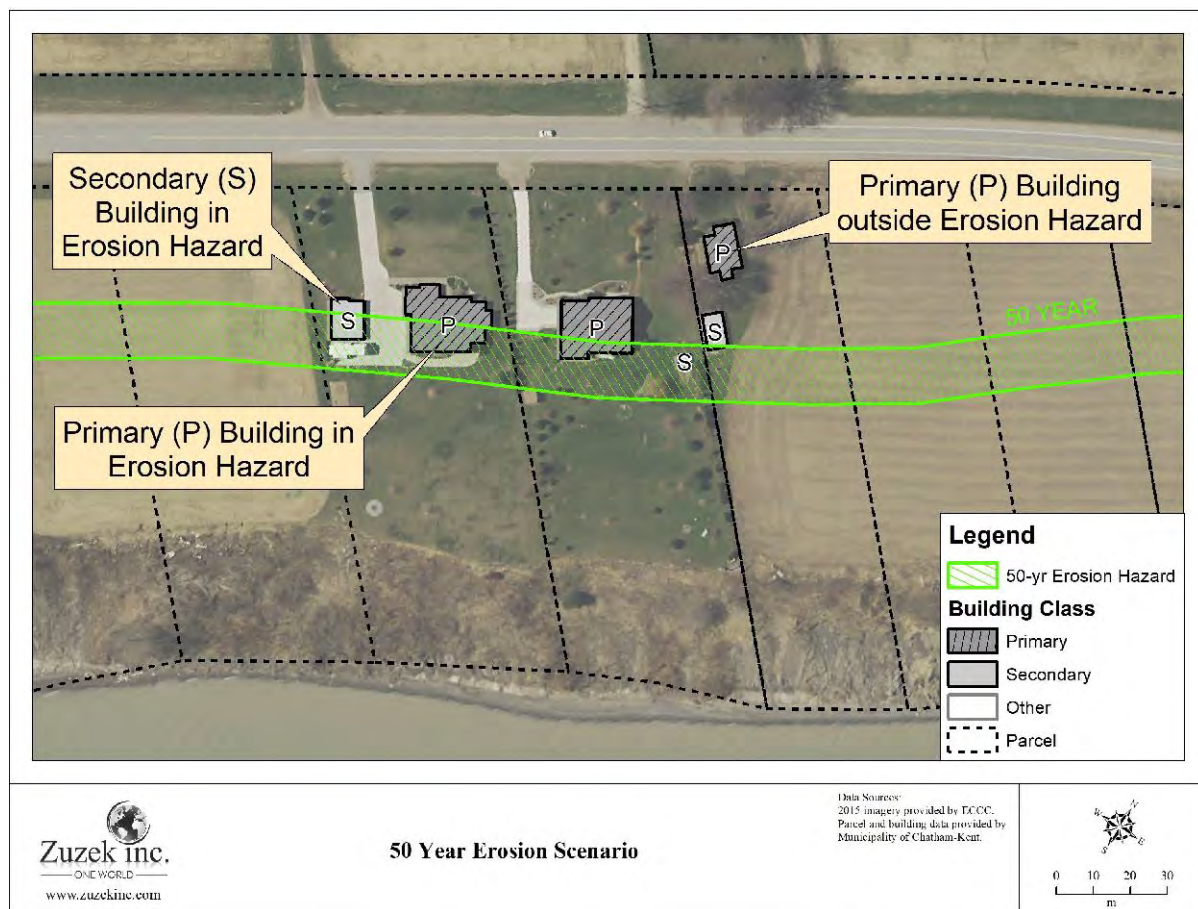 Secondary (S)
Building in
Erosion Hazard
Primary (P) Building
outside Erosion Hazard
P
S
P
P
S
S
50 YEAR
Primary (P) Building in
Erosion Hazard
Legend
50-yr Erosion Hazard
Building Class
Primary
Secondary
Other
Parcel
Zuzek inc.
ONE WORLD
www.zuzekinc.com
50 Year Erosion Scenario
Data Sources:
2015 imagery provided by ECCC.
Parcel and building data provided by
Municipality of Chatham-Kent.
N
W
E
S
0 10 20 30
m